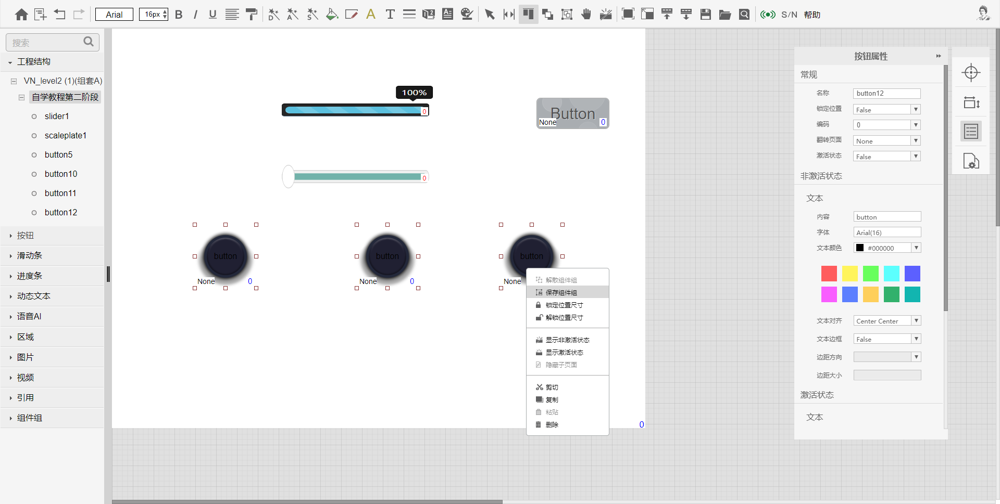 Arial
16px
B
I
U
A
T
S/N
帮助
搜索
工程结构
VN_level2 (1)(组套A)
自学教程第二阶段
slider1
scaleplate1
button5
button10
button11
button12
按钮
滑动条
进度条
动态文本
语音AI
区域
图片
视频
引用
组件组
100%
0
Button
None
0
0
button
None
0
button
None
0
button
None
解散组件组
保存组件组
锁定位置尺寸
解锁位置尺寸
显示非激活状态
显示激活状态
隐藏子页面
剪切
复制
粘贴
删除
0
按钮属性
常规
名称
button12
锁定位置
False
编码
0
翻转页面
None
激活状态
False
非激活状态
文本
内容
button
字体
Arial(16)
文本颜色
#000000
文本对齐
Center Center
文本边框
False
边距方向
边距大小
激活状态
文本